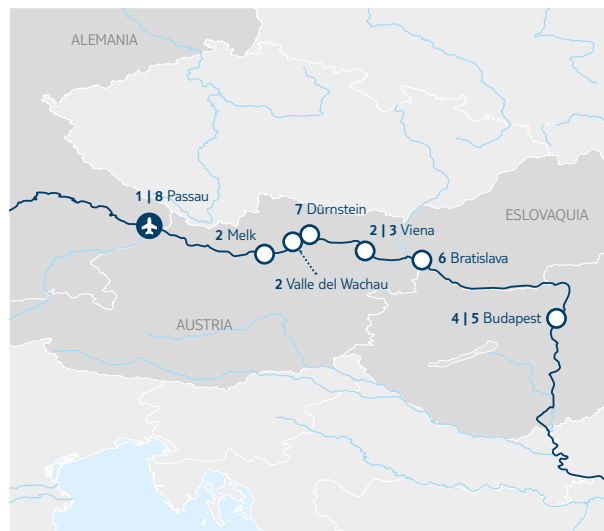 ALEMANIA
1 | 8 Passau
7 Dürnstein
2 Melk
2 | 3 Viena
ESLOVAQUIA
6 Bratislava
2 Valle del Wachau
AUSTRIA
4 | 5 Budapest